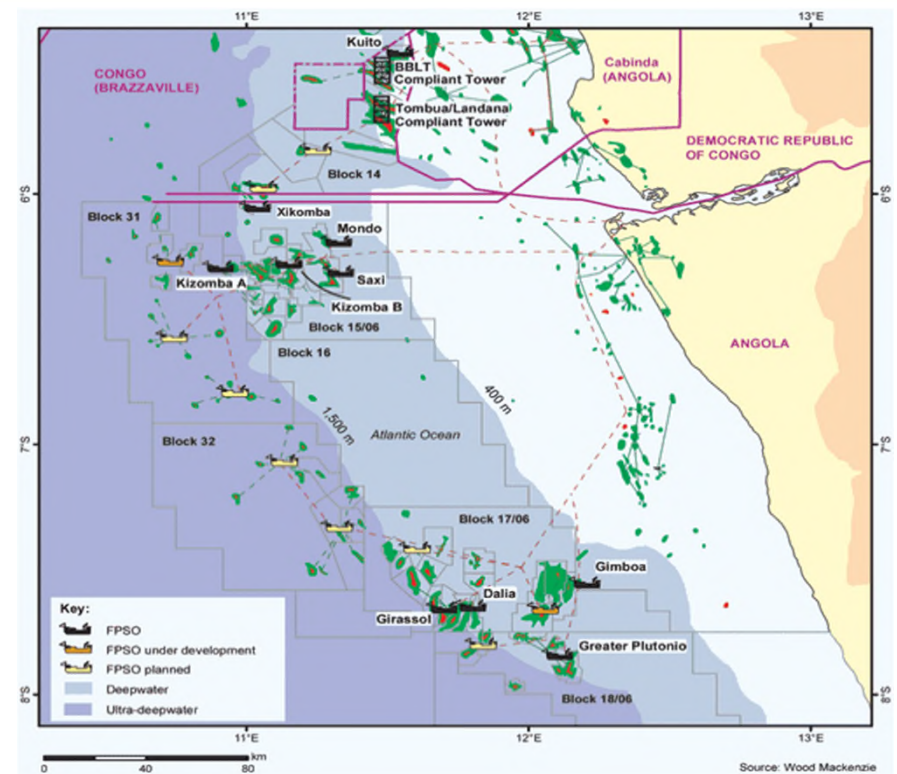 11°E
12°E
13°E
Kuito
BBLT
Compliant Tower
Cabinda
(ANGOLA)
CONGO
(BRAZZAVILLE)
Tombua/Landana
Compliant Tower
DEMOCRATIC REPUBLIC
OF CONGO
Block 14
6°S
6°S
Block 31
Xikomba
Mondo
Kizomba A
Saxi
Kizomba B
Block 15/06
ANGOLA
Block 16
400 m
1,500 m
Atlantic Ocean
7°S
7°S
Block 32
Block 17/06
Gimboa
Dalia
Girassol
Greater Plutonio
Key:
FPSO
FPSO under development
FPSO planned
Deepwater
Ultra-deepwater
8°S
8°S
Block 18/06
11°E
12°E
13°E
km
0
40
80
Source: Wood Mackenzie